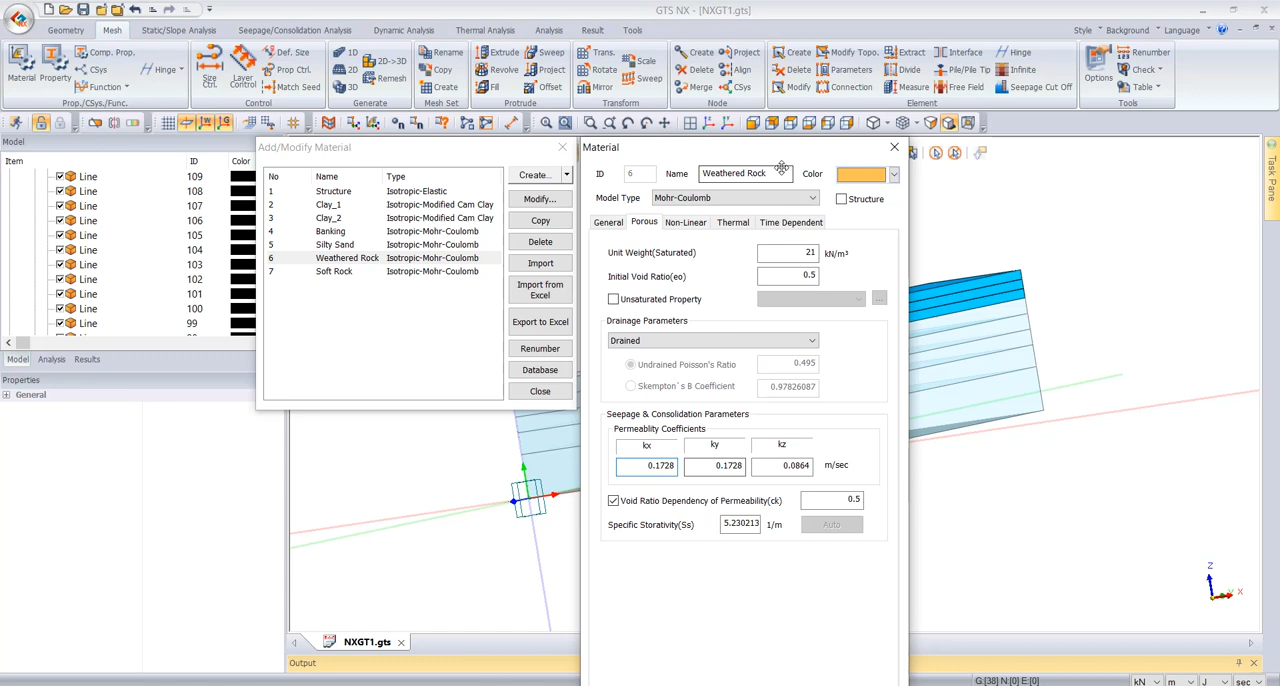 GTS NX - [NXGT1.gts]
Geometry Mesh Static/Slope Analysis Seepage/Consolidation Analysis Dynamic Analysis Thermal Analysis Analysis Result Tools Style Background Language
Material Property Comp. Prop. CSys Function Hinge
Size Ctrl. Layer Control Def. Size Prop Ctrl. Match Seed
1D 2D 3D 2D->3D Remesh
Rename Copy Create
Extrude Revolve Fill Sweep Project Offset
Trans. Rotate Mirror Scale Sweep
Create Delete Merge Project Align CSys
Create Delete Modify Modify Topo. Parameters Connection Extract Divide Measure Interface Pile/Pile Tip Free Field Hinge Infinite Seepage Cut Off
Options Renumber Check Table
Prop./CSys./Func. Control Generate Mesh Set Protrude Transform Node Element Tools
Model
Item ID Color
Line 109
Line 108
Line 107
Line 106
Line 105
Line 104
Line 103
Line 102
Line 101
Line 100
Line 99
Model Analysis Results
Properties
General
Add/Modify Material
No Name Type
1 Structure Isotropic-Elastic
2 Clay_1 Isotropic-Modified Cam Clay
3 Clay_2 Isotropic-Modified Cam Clay
4 Banking Isotropic-Mohr-Coulomb
5 Silty Sand Isotropic-Mohr-Coulomb
6 Weathered Rock Isotropic-Mohr-Coulomb
7 Soft Rock Isotropic-Mohr-Coulomb
Create...
Modify...
Copy
Delete
Import
Import from
Excel
Export to Excel
Renumber
Database
Close
Material
ID 6 Name Weathered Rock Color
Model Type Mohr-Coulomb Structure
General Porous Non-Linear Thermal Time Dependent
Unit Weight(Saturated) 21 kN/m³
Initial Void Ratio(eo) 0.5
Unsaturated Property ...
Drainage Parameters
Drained
Undrained Poisson's Ratio 0.495
Skempton`s B Coefficient 0.97826087
Seepage & Consolidation Parameters
Permeablity Coefficients
kx ky kz
0.1728 0.1728 0.0864 m/sec
Void Ratio Dependency of Permeability(ck) 0.5
Specific Storativity(Ss) 5.230213 1/m Auto
Task Pane
Z
X
NXGT1.gts
Output
G:[38] N:[0] E:[0]
kN m J sec